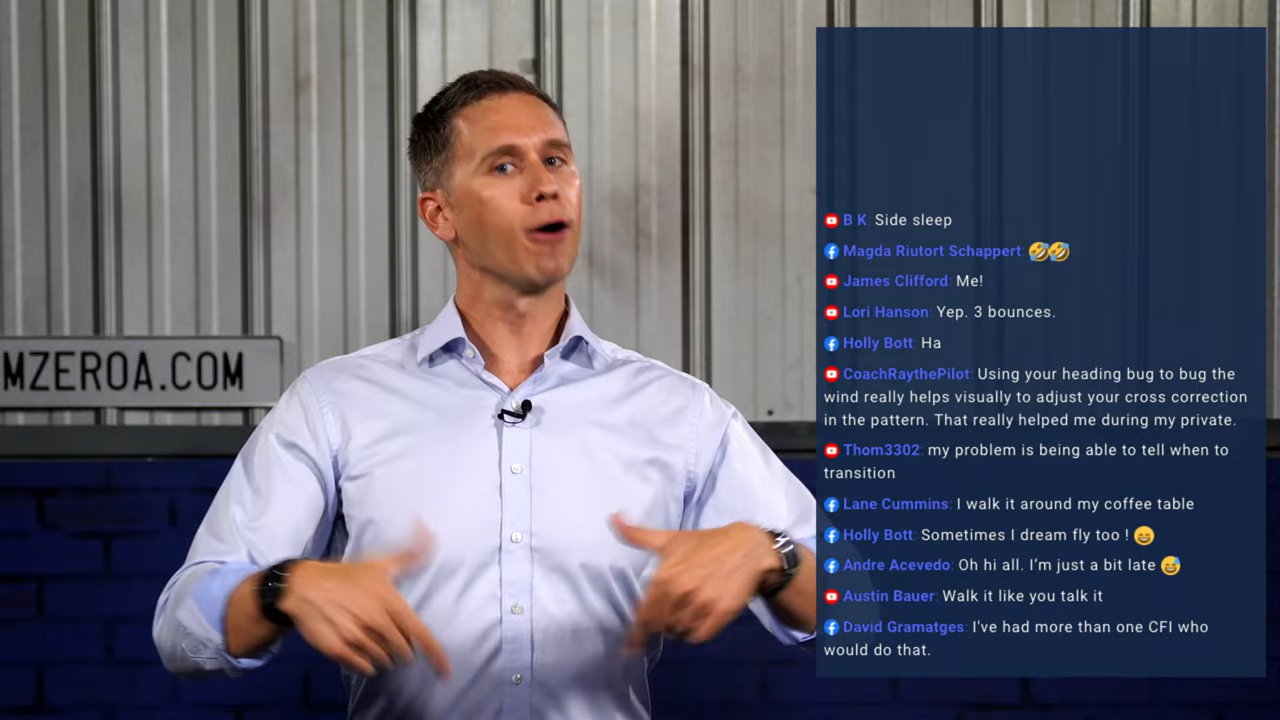 MZEROA.COM
B K: Side sleep
Magda Riutort Schappert: 🤣🤣
James Clifford: Me!
Lori Hanson: Yep. 3 bounces.
Holly Bott: Ha
CoachRaythePilot: Using your heading bug to bug the
wind really helps visually to adjust your cross correction
in the pattern. That really helped me during my private.
Thom3302: my problem is being able to tell when to
transition
Lane Cummins: I walk it around my coffee table
Holly Bott: Sometimes I dream fly too ! 😄
Andre Acevedo: Oh hi all. I'm just a bit late 😅
Austin Bauer: Walk it like you talk it
David Gramatges: I've had more than one CFI who
would do that.